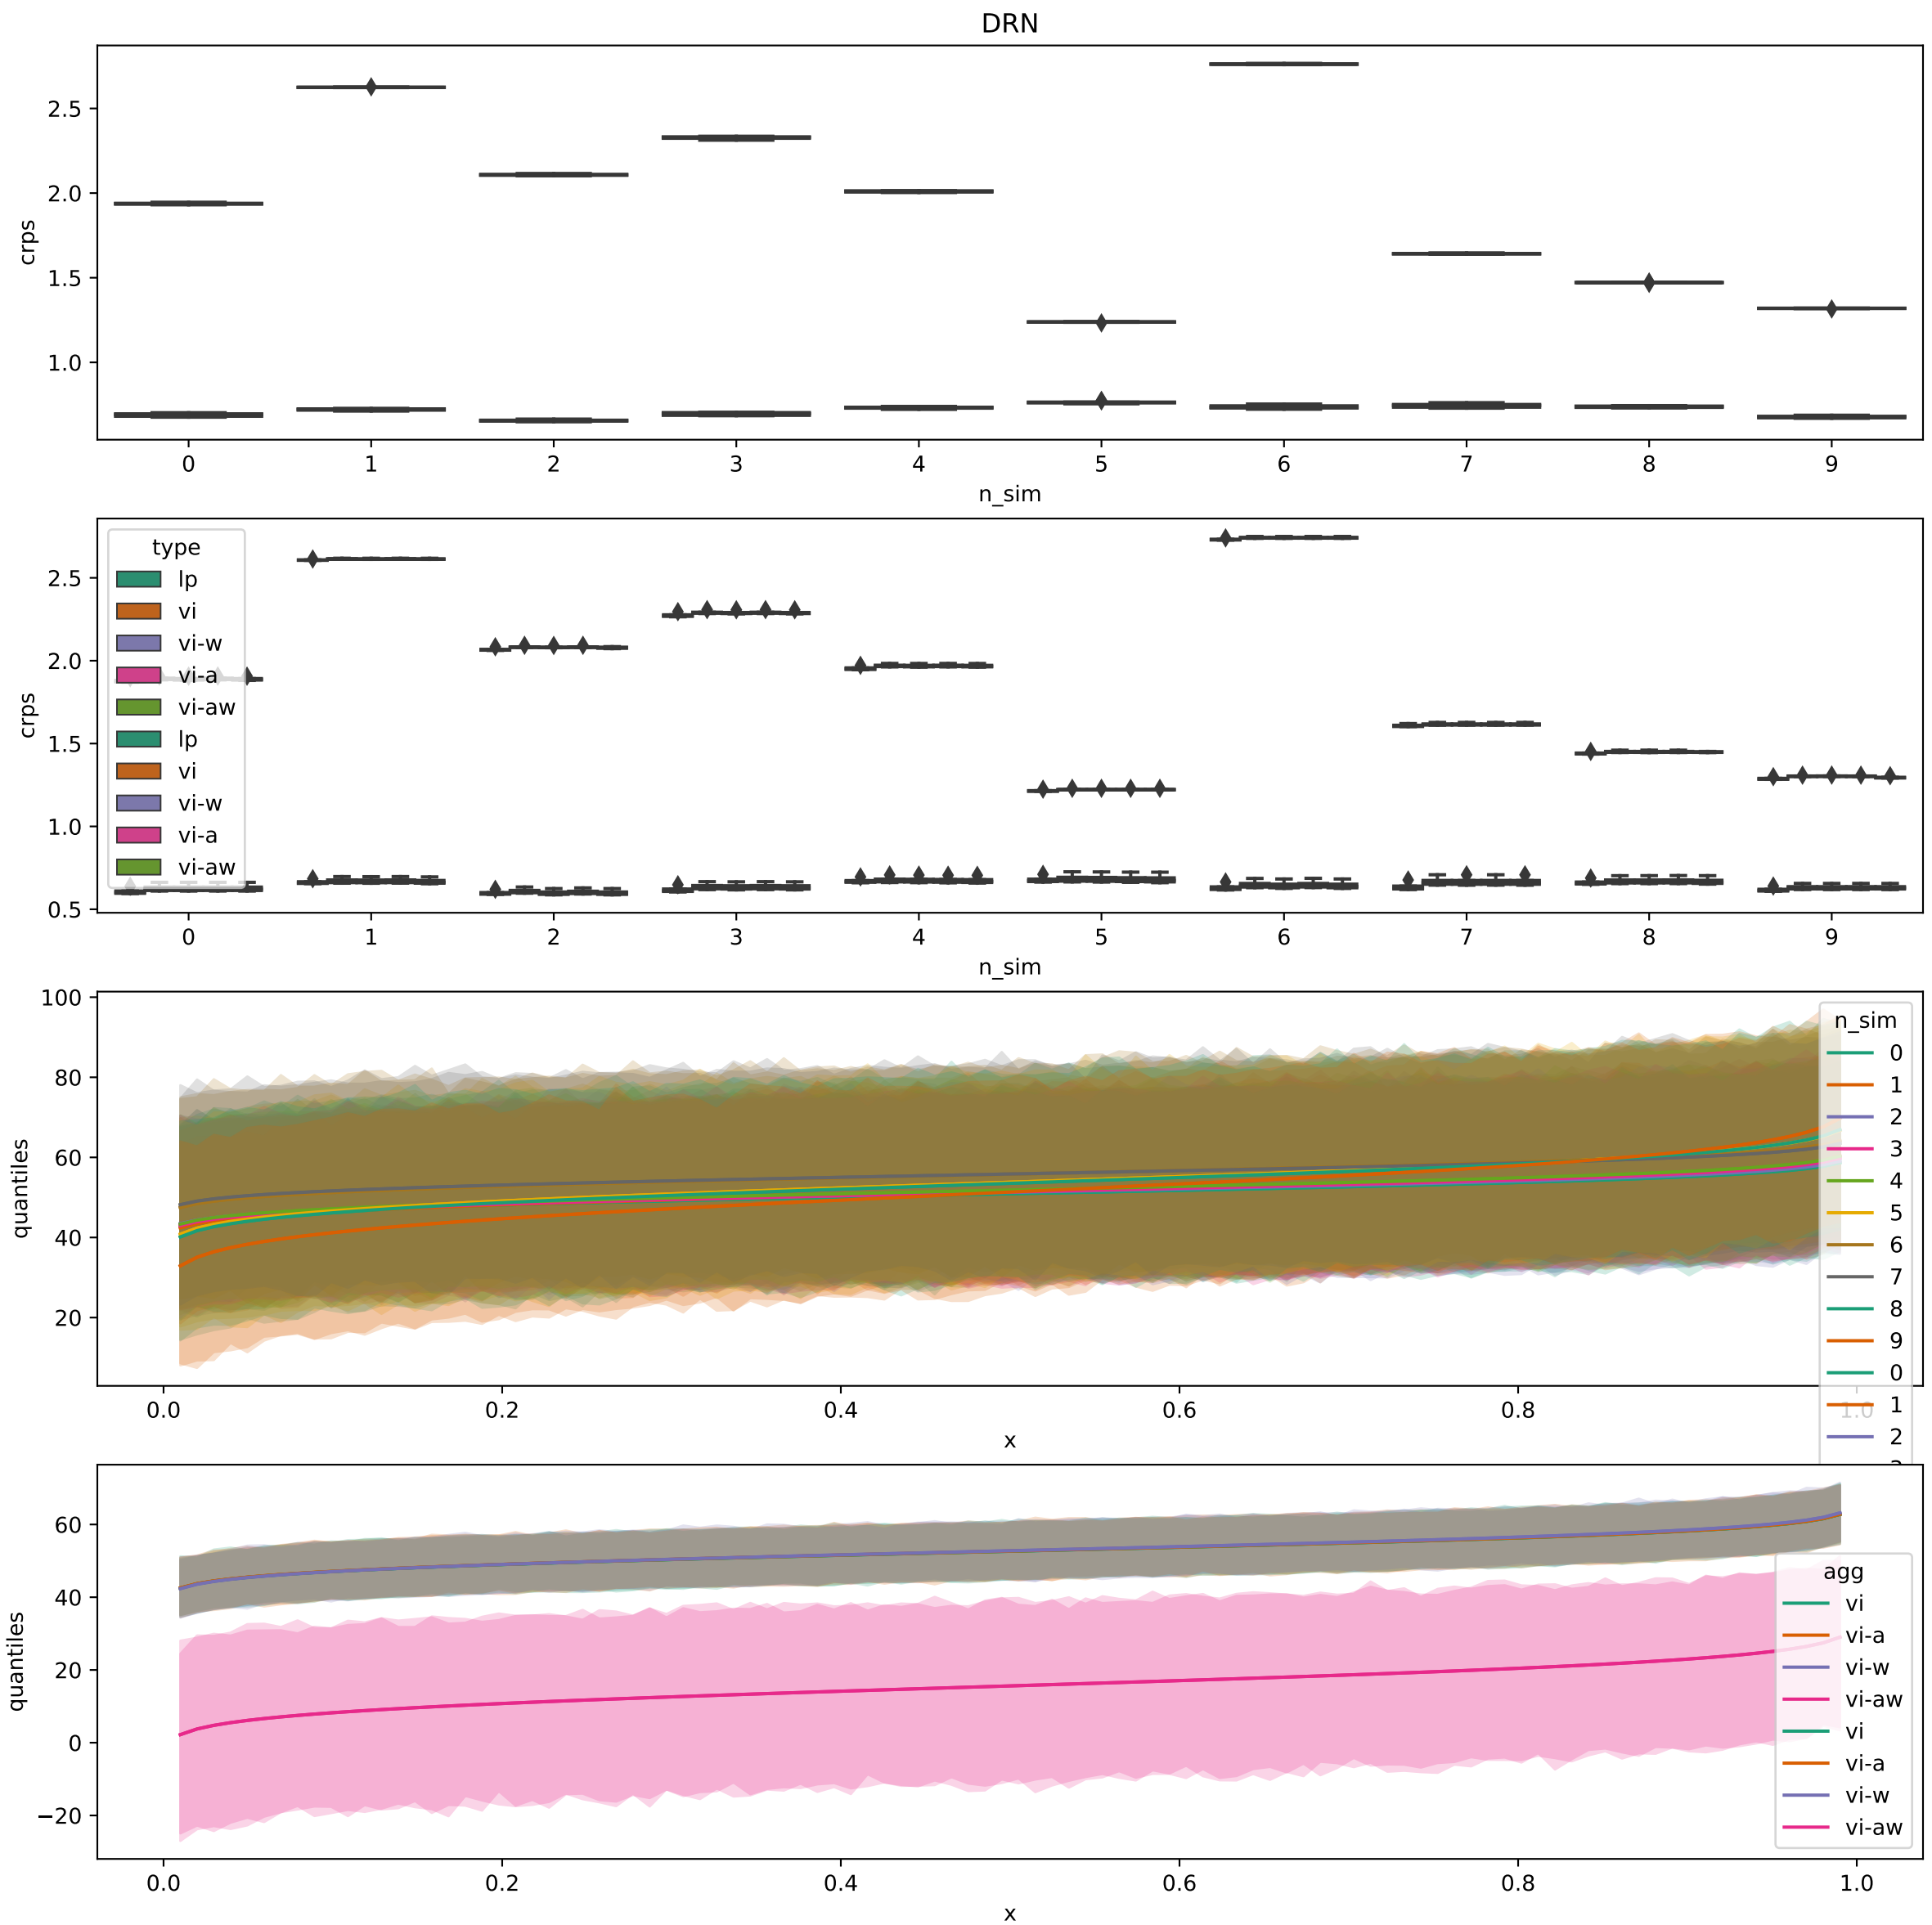 DRN
2.5
2.0
1.5
1.0
crps
0 1 2 3 4 5 6 7 8 9
n_sim
type
lp
vi
vi-w
vi-a
vi-aw
lp
vi
vi-w
vi-a
vi-aw
2.5
2.0
1.5
1.0
0.5
crps
0 1 2 3 4 5 6 7 8 9
n_sim
100
80
60
40
20
quantiles
n_sim
0
1
2
3
4
5
6
7
8
9
0
1
2
0.0 0.2 0.4 0.6 0.8 1.0
x
60
40
20
0
−20
quantiles
agg
vi
vi-a
vi-w
vi-aw
vi
vi-a
vi-w
vi-aw
0.0 0.2 0.4 0.6 0.8 1.0
x